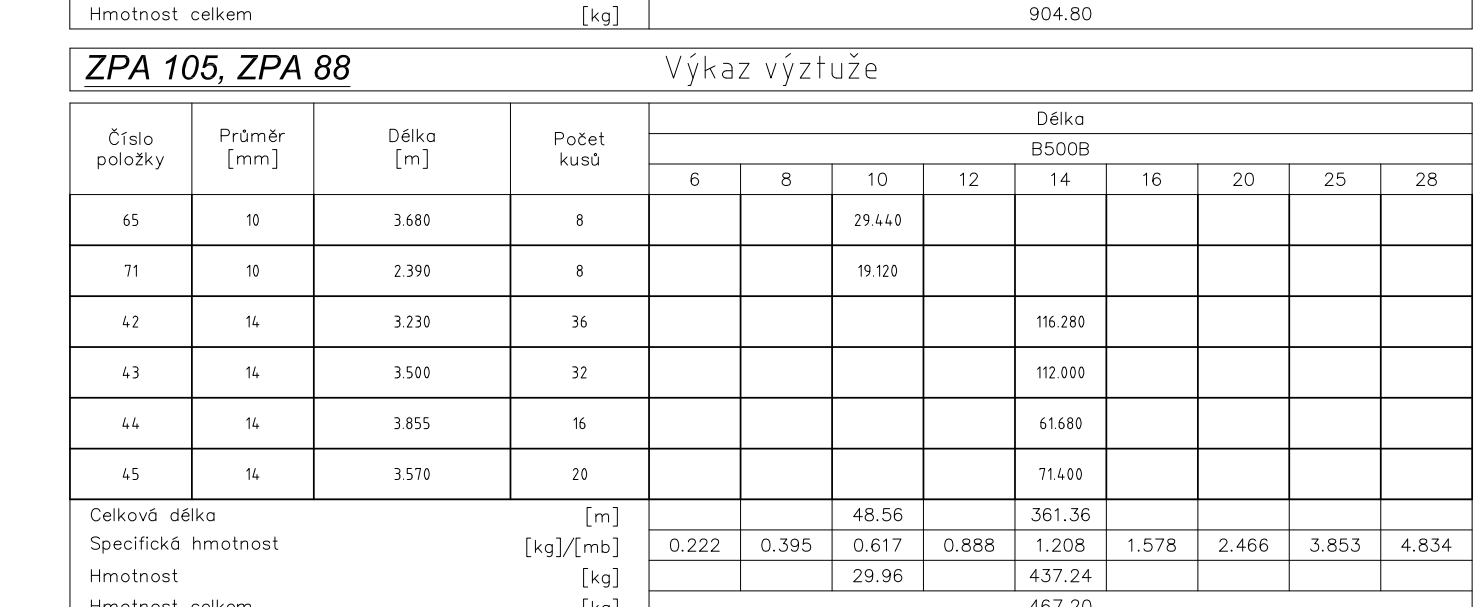 Hmotnost celkem [kg] 904.80
ZPA 105, ZPA 88 Výkaz výztuže
Číslo položky Průměr [mm] Délka [m] Počet kusů Délka
B500B
6 8 10 12 14 16 20 25 28
65 10 3.680 8 29.440
71 10 2.390 8 19.120
42 14 3.230 36 116.280
43 14 3.500 32 112.000
44 14 3.855 16 61.680
45 14 3.570 20 71.400
Celková délka [m] 48.56 361.36
Specifická hmotnost [kg]/[mb] 0.222 0.395 0.617 0.888 1.208 1.578 2.466 3.853 4.834
Hmotnost [kg] 29.96 437.24
Hmotnost celkem [kg] 467.20